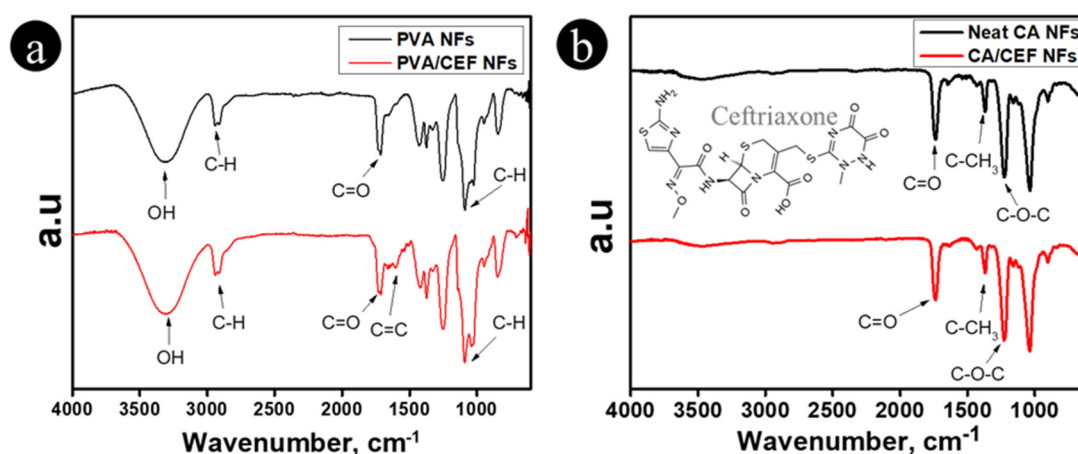 a
PVA NFs
PVA/CEF NFs
C-H
OH
C=O
C-H
C-H
OH
C=O
C=C
C-H
a.u
4000 3500 3000 2500 2000 1500 1000
Wavenumber, cm-1
b
Neat CA NFs
CA/CEF NFs
Ceftriaxone
NH2
S
N
O
H
S
O
N
N
O
NH
S
N
O
NH
N
N
O
O
HO
O
C=O
C-CH3
C-O-C
C=O
C-CH3
C-O-C
a.u
4000 3500 3000 2500 2000 1500 1000
Wavenumber, cm-1